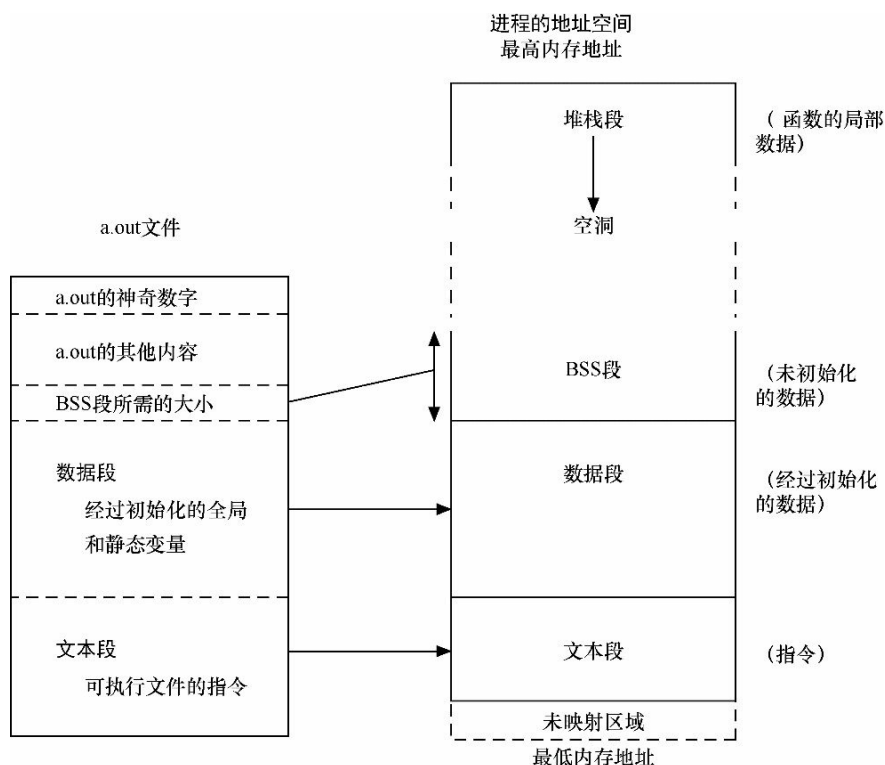 进程的地址空间
最高内存地址
堆栈段
（ 函数的局部
数据）
空洞
a.out文件
a.out的神奇数字
a.out的其他内容
BSS段所需的大小
BSS段
（未初始化
的数据）
数据段
经过初始化的全局
和静态变量
数据段
（经过初始化
的数据）
文本段
可执行文件的指令
文本段
（指令）
未映射区域
最低内存地址